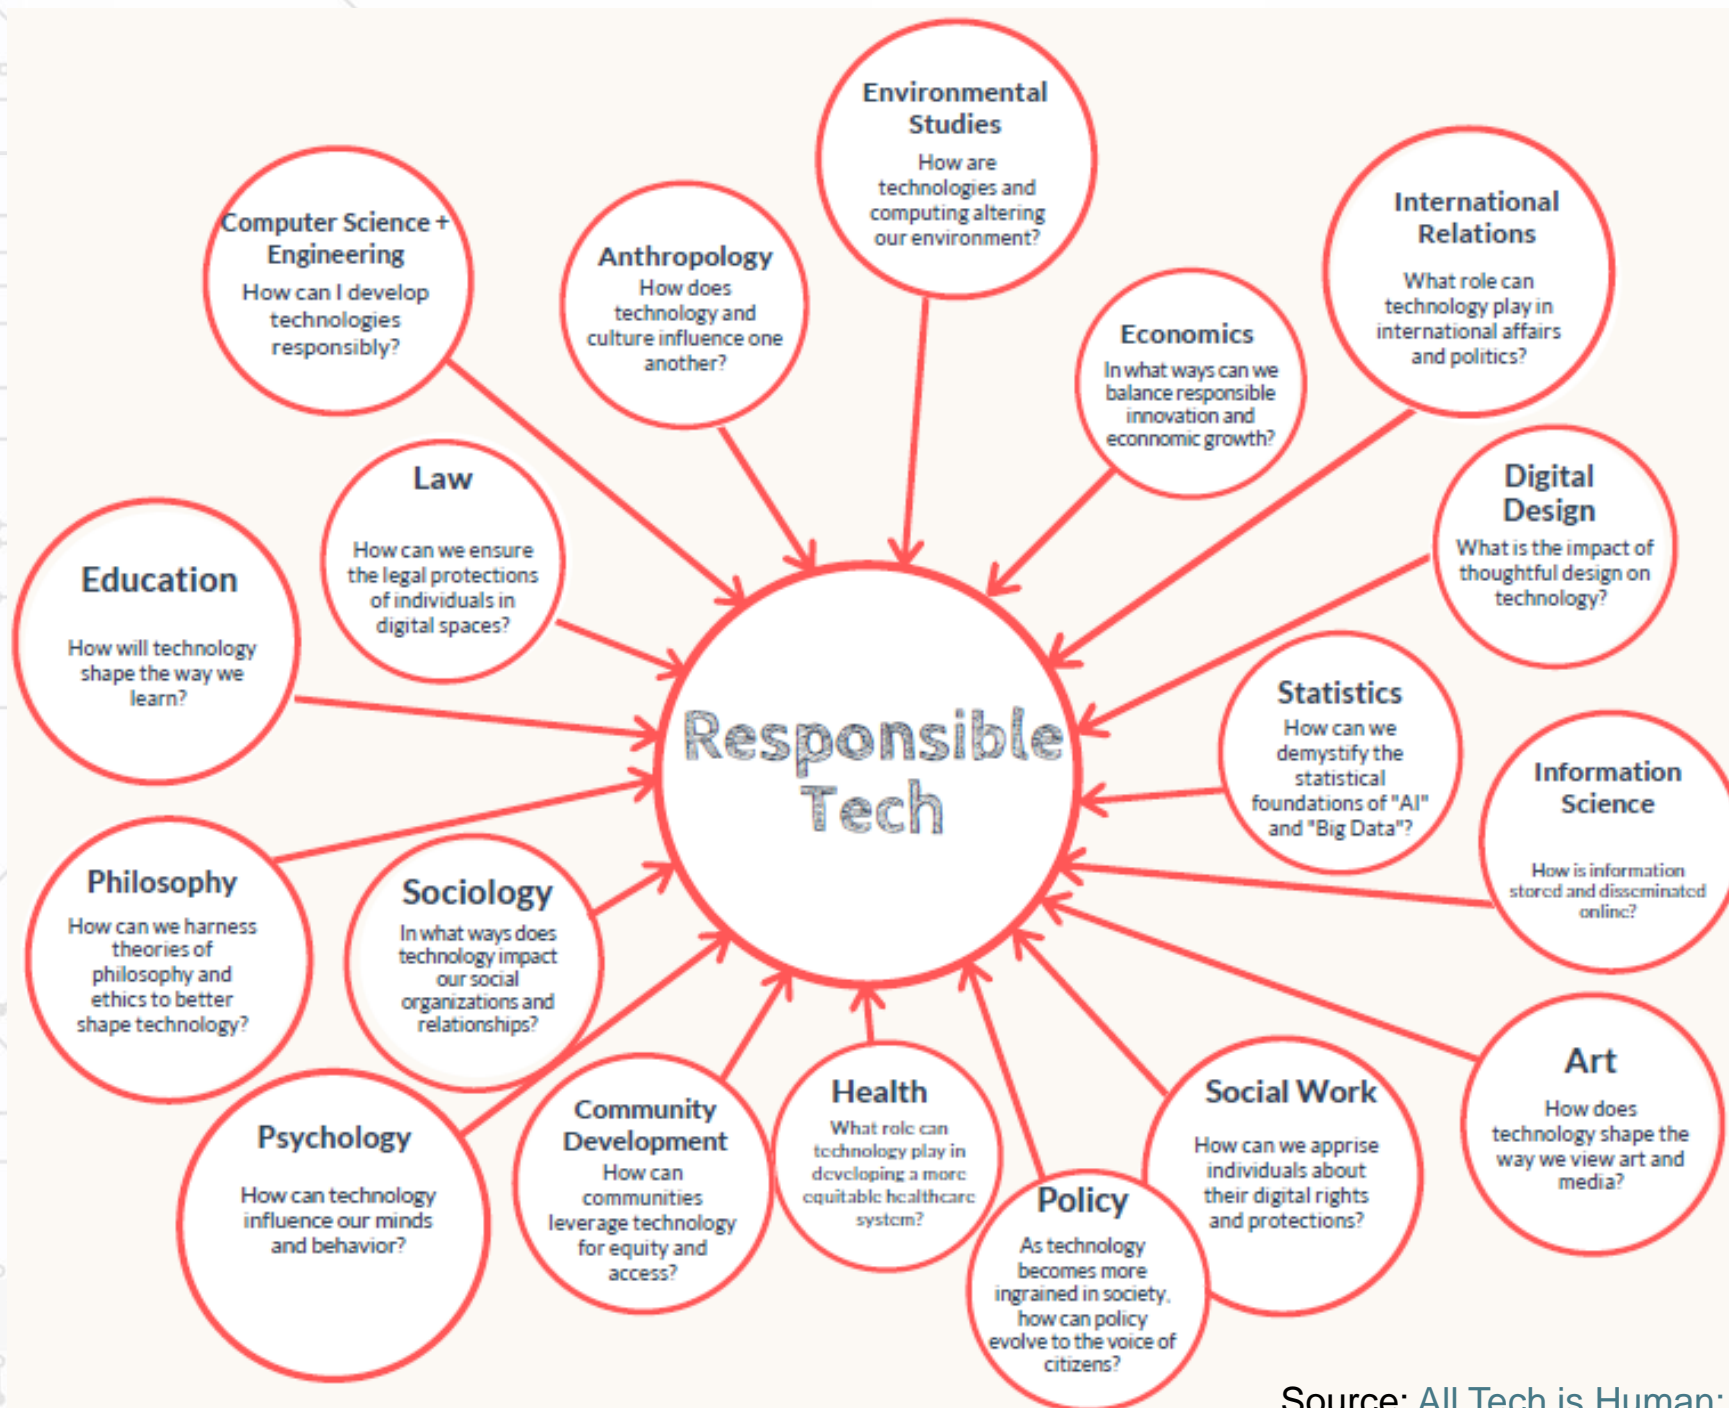 Environmental
Studies
How are
technologies and
computing altering
our environment?
International
Relations
What role can
technology play in
international affairs
and politics?
Computer Science +
Engineering
How can I develop
technologies
responsibly?
Anthropology
How does
technology and
culture influence one
another?
Economics
In what ways can we
balance responsible
innovation and
econnomic growth?
Law
How can we ensure
the legal protections
of individuals in
digital spaces?
Digital
Design
What is the impact of
thoughtful design on
technology?
Education
How will technology
shape the way we
learn?
Responsible
Tech
Statistics
How can we
demystify the
statistical
foundations of "AI"
and "Big Data"?
Information
Science
How is information
stored and disseminated
online?
Philosophy
How can we harness
theories of
philosophy and
ethics to better
shape technology?
Sociology
In what ways does
technology impact
our social
organizations and
relationships?
Psychology
How can technology
influence our minds
and behavior?
Community
Development
How can
communities
leverage technology
for equity and
access?
Health
What role can
technology play in
developing a more
equitable healthcare
system?
Policy
As technology
becomes more
ingrained in society,
how can policy
evolve to the voice of
citizens?
Social Work
How can we apprise
individuals about
their digital rights
and protections?
Art
How does
technology shape the
way we view art and
media?
Source: All Tech is Human: